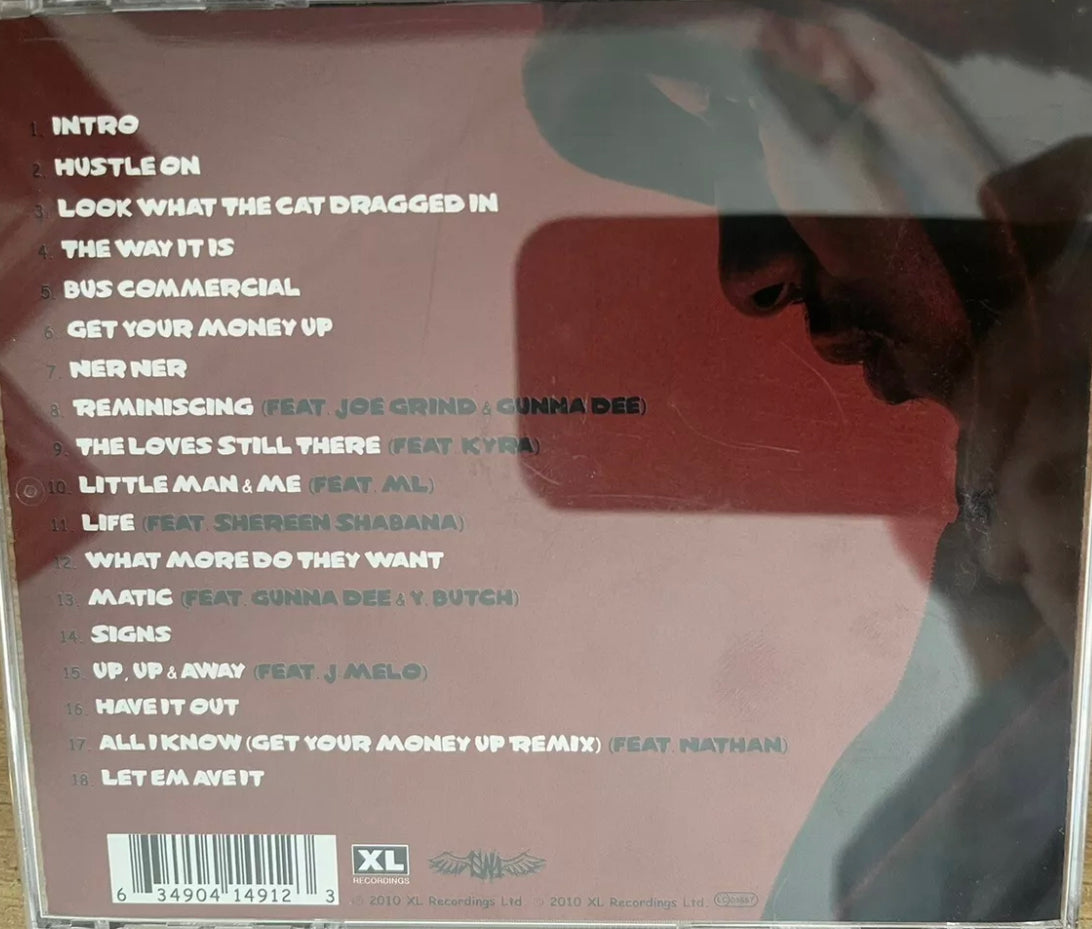 1. INTRO
2. HUSTLE ON
3. LOOK WHAT THE CAT DRAGGED IN
4. THE WAY IT IS
5. BUS COMMERCIAL
6. GET YOUR MONEY UP
7. NER NER
8. REMINISCING (FEAT. JOE GRIND & GUNNA DEE)
9. THE LOVES STILL THERE (FEAT KYRA)
10. LITTLE MAN & ME (FEAT. ML)
11. LIFE (FEAT. SHEREEN SHABANA)
12. WHAT MORE DO THEY WANT
13. MATIC (FEAT. GUNNA DEE & Y. BUTCH)
14. SIGNS
15. UP, UP & AWAY (FEAT. J MELO)
16. HAVE IT OUT
17. ALL I KNOW (GET YOUR MONEY UP REMIX) (FEAT. NATHAN)
18. LET EM AVE IT
6 34904 14912 3
XL
RECORDINGS
SN1
℗ 2010 XL Recordings Ltd © 2010 XL Recordings Ltd.